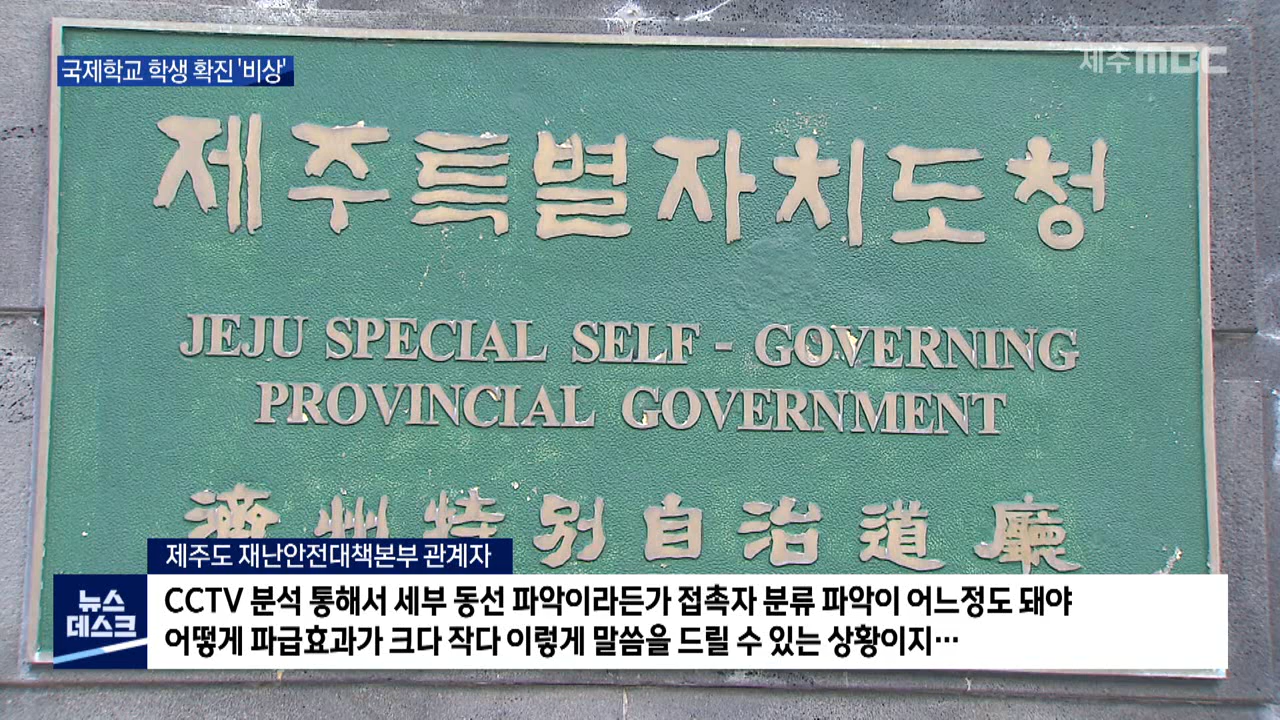 국제학교 학생 확진 '비상'
제주MBC
제주특별자치도청
JEJU SPECIAL SELF - GOVERNING
PROVINCIAL GOVERNMENT
濟州特別自治道廳
제주도 재난안전대책본부 관계자
뉴스
데스크
CCTV 분석 통해서 세부 동선 파악이라든가 접촉자 분류 파악이 어느정도 돼야
어떻게 파급효과가 크다 작다 이렇게 말씀을 드릴 수 있는 상황이지…